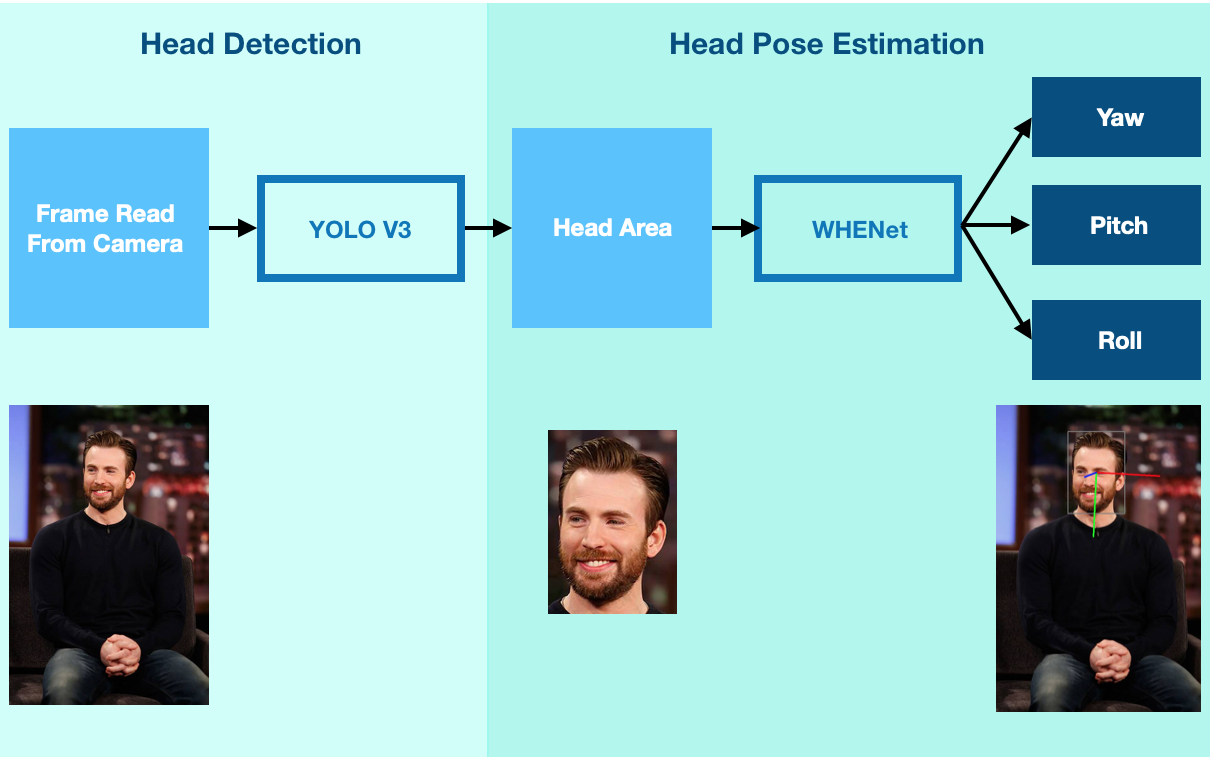 Head Detection
Head Pose Estimation
Frame Read
From Camera
YOLO V3
Head Area
WHENet
Yaw
Pitch
Roll